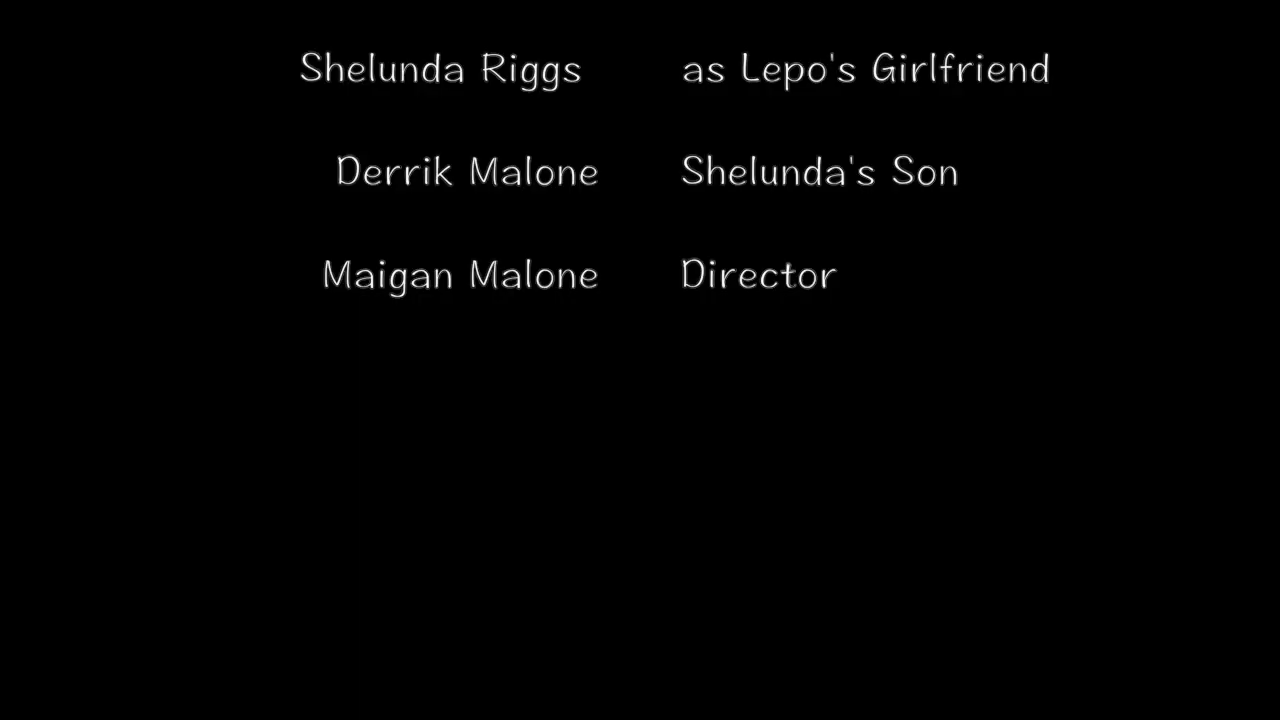 Shelunda Riggs as Lepo's Girlfriend
Derrik Malone Shelunda's Son
Maigan Malone Director